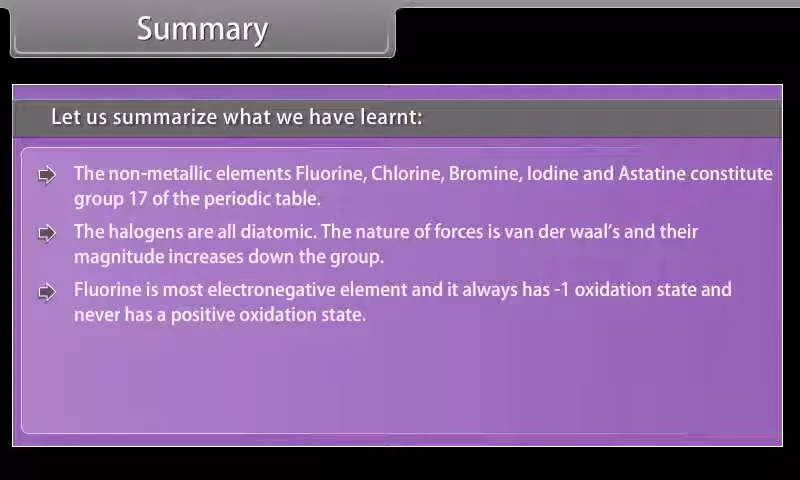 Summary
Let us summarize what we have learnt:
The non-metallic elements Fluorine, Chlorine, Bromine, Iodine and Astatine constitute
group 17 of the periodic table.
The halogens are all diatomic. The nature of forces is van der waal's and their
magnitude increases down the group.
Fluorine is most electronegative element and it always has -1 oxidation state and
never has a positive oxidation state.